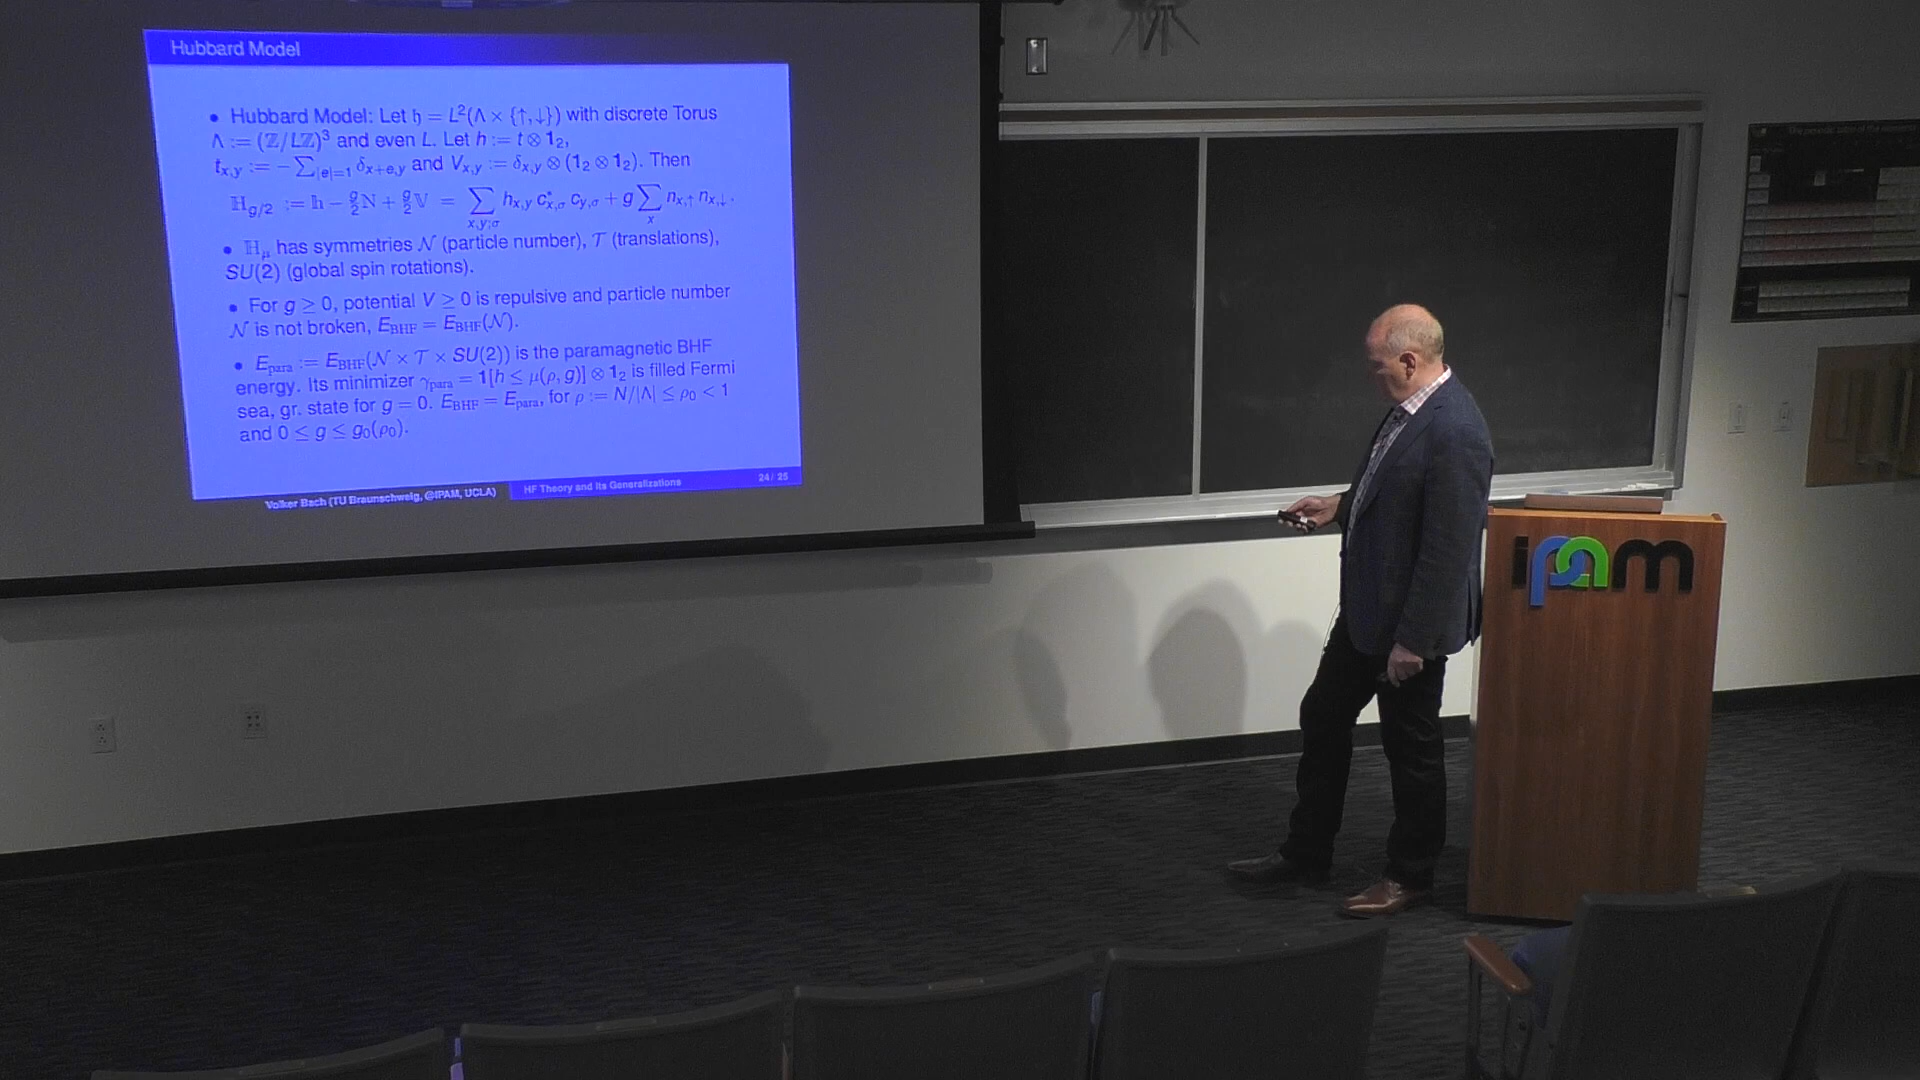 Hubbard Model
• Hubbard Model: Let 𝔥 = L²(Λ × {↑,↓}) with discrete Torus
Λ := (ℤ/Lℤ)³ and even L. Let h := t ⊗ 1₂,
t_{x,y} := −∑_{|e|=1} δ_{x+e,y} and V_{x,y} := δ_{x,y} ⊗ (1₂ ⊗ 1₂). Then
ℍ_{g/2} := 𝕙 − g/2 ℕ + g/2 𝕍 = ∑_{x,y;σ} h_{x,y} c*_{x,σ} c_{y,σ} + g ∑_x n_{x,↑} n_{x,↓}.
• ℍ_μ has symmetries 𝒩 (particle number), 𝒯 (translations),
SU(2) (global spin rotations).
• For g ≥ 0, potential V ≥ 0 is repulsive and particle number
𝒩 is not broken, E_BHF = E_BHF(𝒩).
• E_para := E_BHF(𝒩 × 𝒯 × SU(2)) is the paramagnetic BHF
energy. Its minimizer γ_para = 1[h ≤ μ(ρ, g)] ⊗ 1₂ is filled Fermi
sea, gr. state for g = 0. E_BHF = E_para, for ρ := N/|Λ| ≤ ρ₀ < 1
and 0 ≤ g ≤ g₀(ρ₀).
Volker Bach (TU Braunschweig, @IPAM, UCLA) HF Theory and its Generalizations 24 / 25
ipam